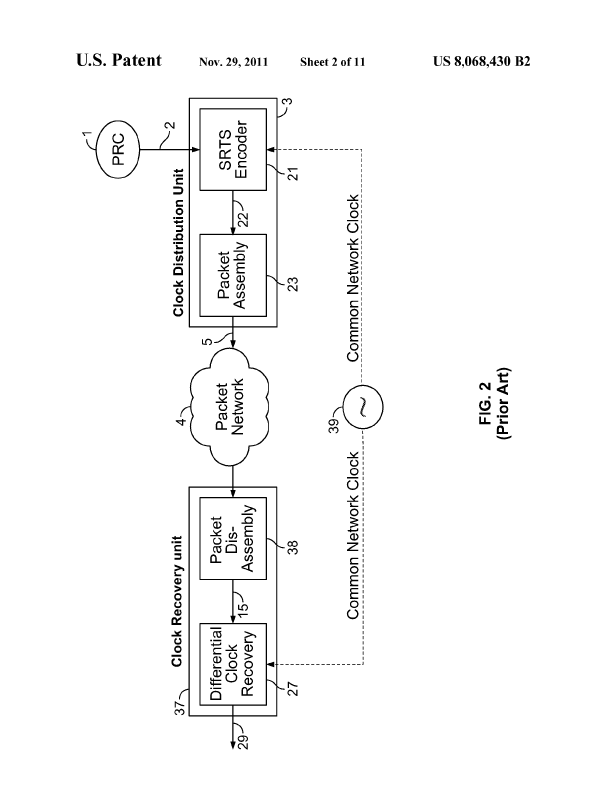 U.S. Patent Nov. 29, 2011 Sheet 2 of 11 US 8,068,430 B2
1
PRC
2
3
Clock Distribution Unit
SRTS
Encoder
21
22
Packet
Assembly
23
5
4
Packet
Network
Clock Recovery unit
37
Packet
Dis-
Assembly
38
15
Differential
Clock
Recovery
27
29
Common Network Clock
39
~
Common Network Clock
FIG. 2
(Prior Art)